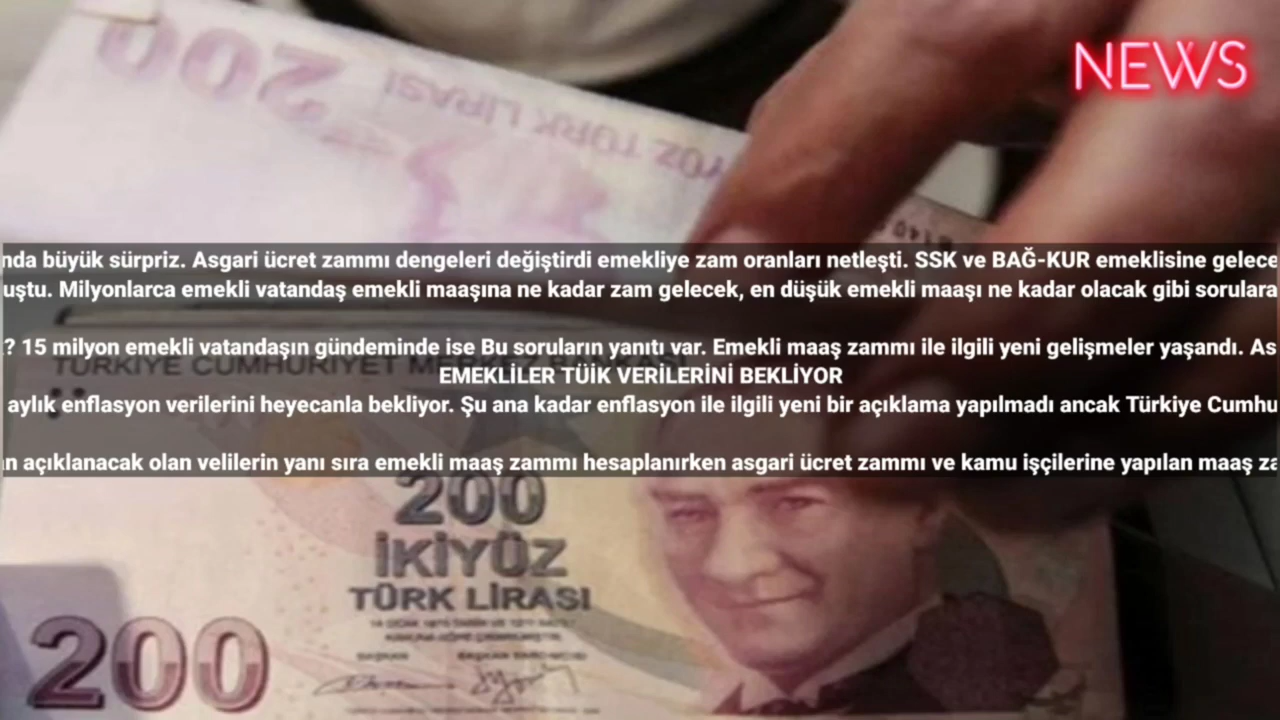 NEWS
200
YÜZ TÜRK LİRASI
nda büyük sürpriz. Asgari ücret zammı dengeleri değiştirdi emekliye zam oranları netleşti. SSK ve BAĞ-KUR emeklisine gelece
uştu. Milyonlarca emekli vatandaş emekli maaşına ne kadar zam gelecek, en düşük emekli maaşı ne kadar olacak gibi sorulara
? 15 milyon emekli vatandaşın gündeminde ise Bu soruların yanıtı var. Emekli maaş zammı ile ilgili yeni gelişmeler yaşandı. As
TÜRKİYE CUMHURİYET MERKEZ BANKASI
EMEKLİLER TÜİK VERİLERİNİ BEKLİYOR
aylık enflasyon verilerini heyecanla bekliyor. Şu ana kadar enflasyon ile ilgili yeni bir açıklama yapılmadı ancak Türkiye Cumhu
n açıklanacak olan velilerin yanı sıra emekli maaş zammı hesaplanırken asgari ücret zammı ve kamu işçilerine yapılan maaş za
200
İKİYÜZ
TÜRK LİRASI
200